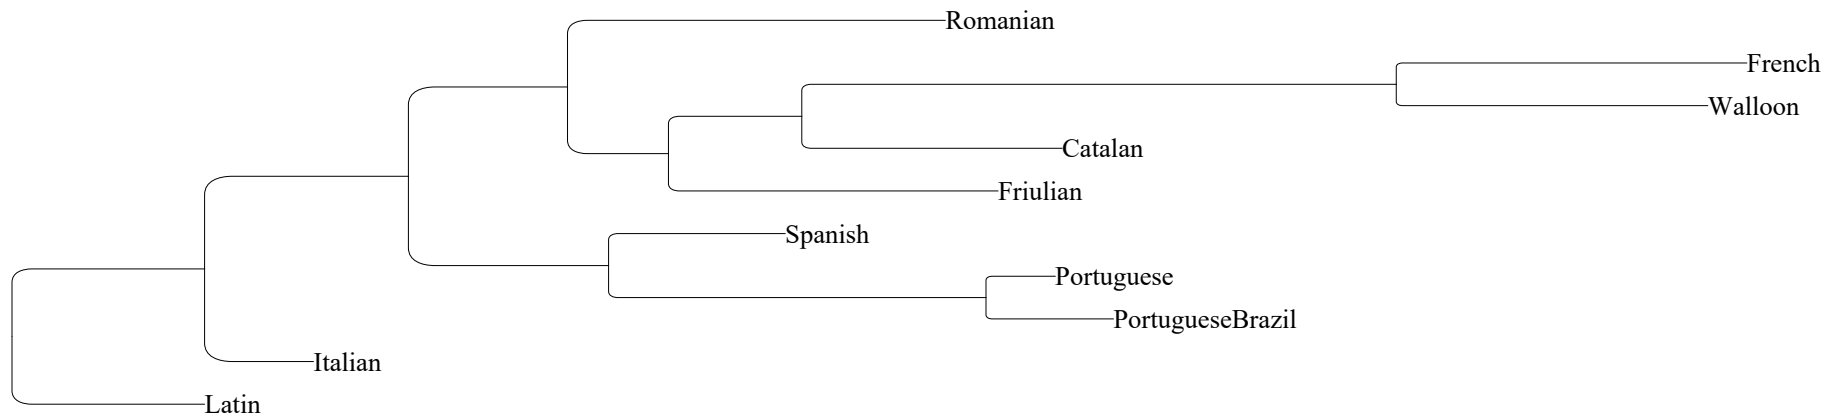 Romanian
French
Walloon
Catalan
Friulian
Spanish
Portuguese
PortugueseBrazil
Italian
Latin